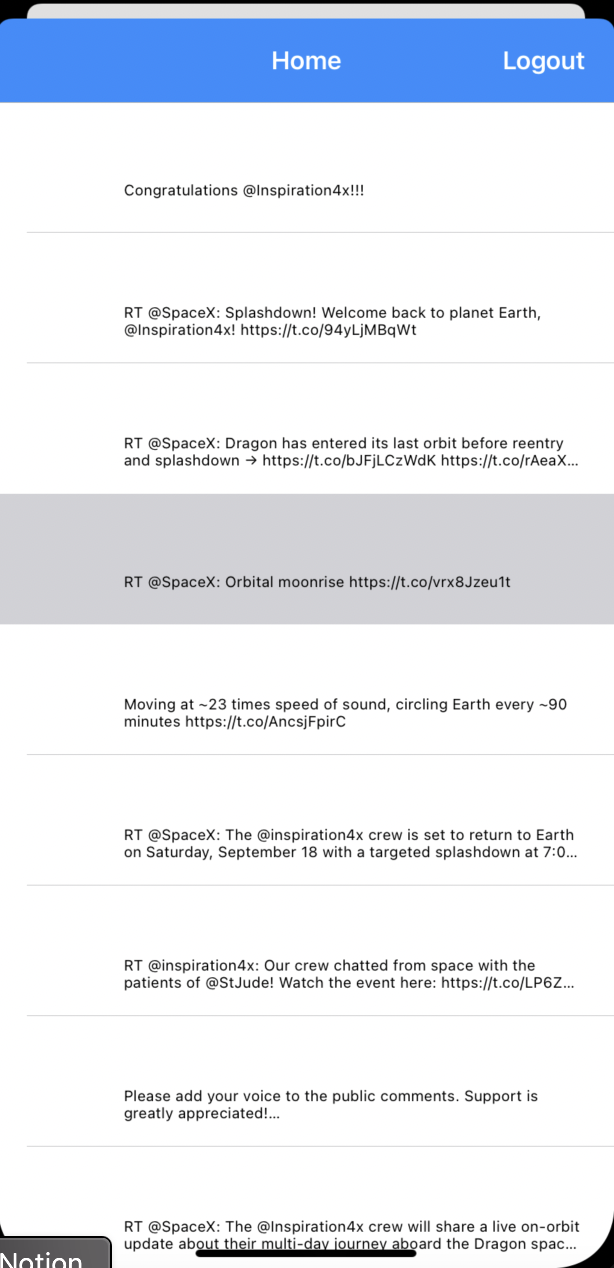 Home Logout
Congratulations @Inspiration4x!!!
RT @SpaceX: Splashdown! Welcome back to planet Earth,
@Inspiration4x! https://t.co/94yLjMBqWt
RT @SpaceX: Dragon has entered its last orbit before reentry
and splashdown → https://t.co/bJFjLCzWdK https://t.co/rAeaX...
RT @SpaceX: Orbital moonrise https://t.co/vrx8Jzeu1t
Moving at ~23 times speed of sound, circling Earth every ~90
minutes https://t.co/AncsjFpirC
RT @SpaceX: The @inspiration4x crew is set to return to Earth
on Saturday, September 18 with a targeted splashdown at 7:0...
RT @inspiration4x: Our crew chatted from space with the
patients of @StJude! Watch the event here: https://t.co/LP6Z...
Please add your voice to the public comments. Support is
greatly appreciated!...
RT @SpaceX: The @Inspiration4x crew will share a live on-orbit
update about their multi-day journey aboard the Dragon spac...
Notion